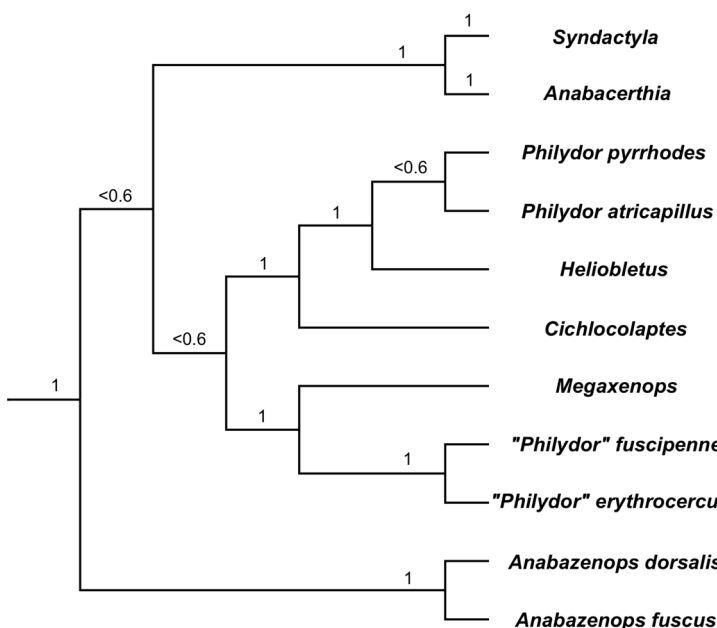 1
Syndactyla
1
1
Anabacerthia
Philydor pyrrhodes
<0.6
<0.6
Philydor atricapillus
1
1
Heliobletus
Cichlocolaptes
<0.6
1
Megaxenops
1
"Philydor" fuscipenne
1
"Philydor" erythrocercu
Anabazenops dorsalis
1
Anabazenops fuscus